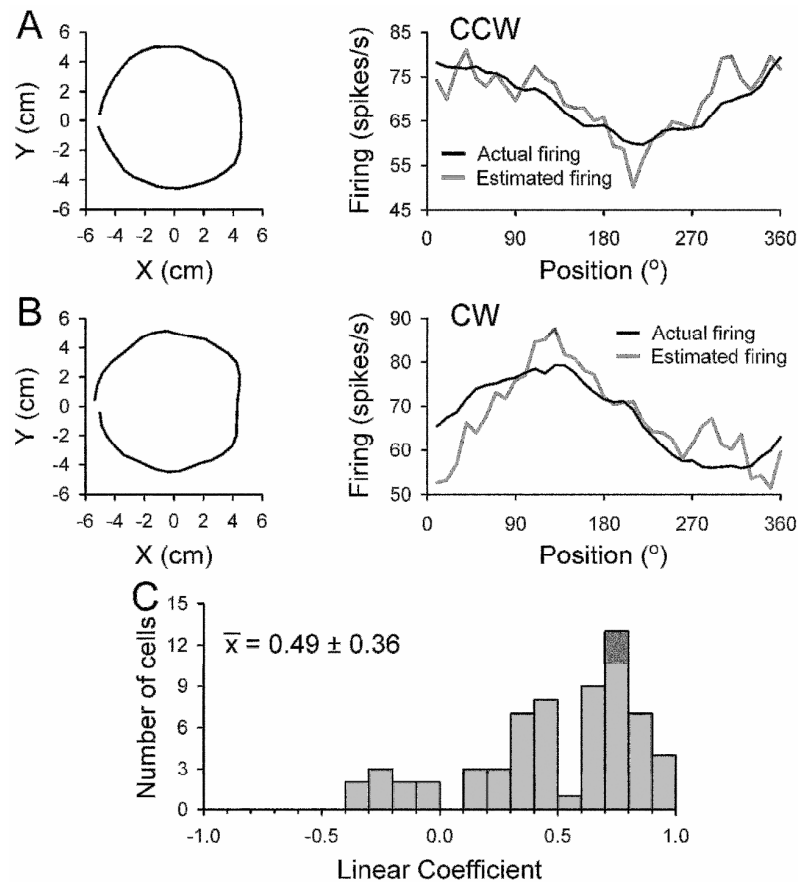 A
6
4
2
0
-2
-4
-6
Y (cm)
-6 -4 -2 0 2 4 6
X (cm)
CCW
85
75
65
55
45
Firing (spikes/s)
Actual firing
Estimated firing
0 90 180 270 360
Position (°)
B
6
4
2
0
-2
-4
-6
Y (cm)
-6 -4 -2 0 2 4 6
X (cm)
CW
90
80
70
60
50
Firing (spikes/s)
Actual firing
Estimated firing
0 90 180 270 360
Position (°)
C
15
12
9
6
3
0
Number of cells
x̄ = 0.49 ± 0.36
-1.0 -0.5 0.0 0.5 1.0
Linear Coefficient